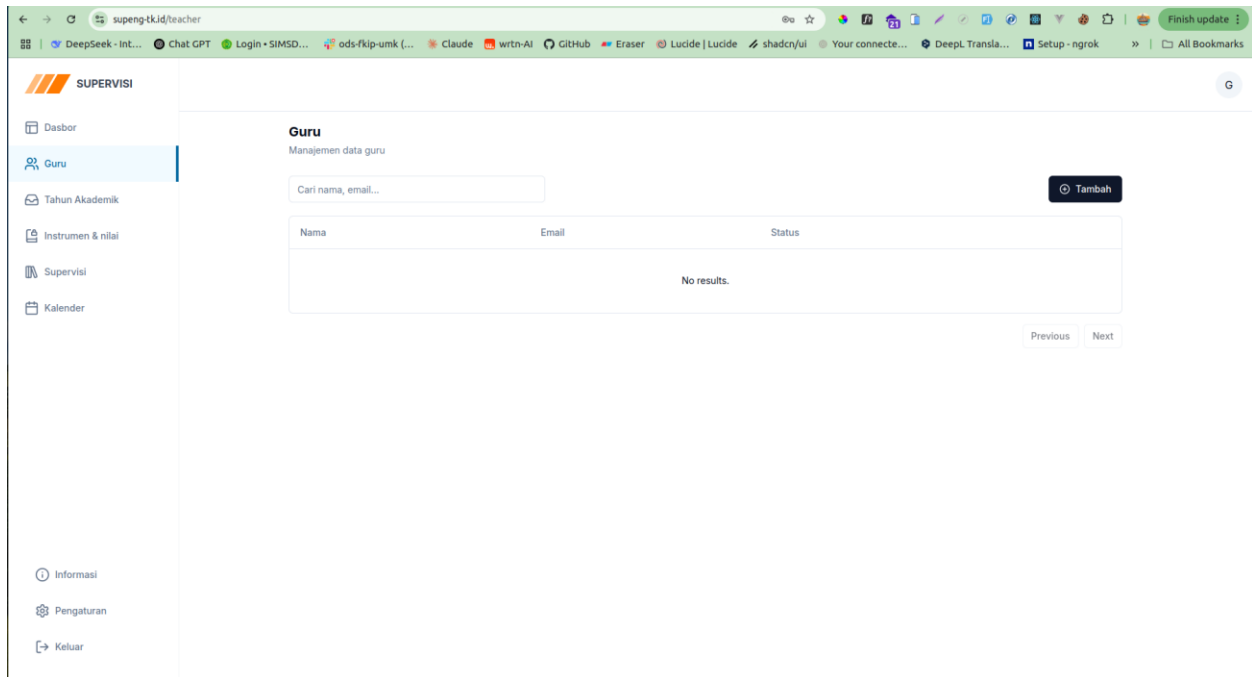 supeng-tk.id/teacher
Finish update
DeepSeek - Int... Chat GPT Login • SIMSD... ods-fkip-umk (... Claude wrtn-AI GitHub Eraser Lucide | Lucide shadcn/ui Your connecte... DeepL Transla... Setup - ngrok » All Bookmarks
21
SUPERVISI
G
Dasbor
Guru
Tahun Akademik
Instrumen & nilai
Supervisi
Kalender
Informasi
Pengaturan
Keluar
Guru
Manajemen data guru
Cari nama, email...
Tambah
Nama Email Status
No results.
Previous Next